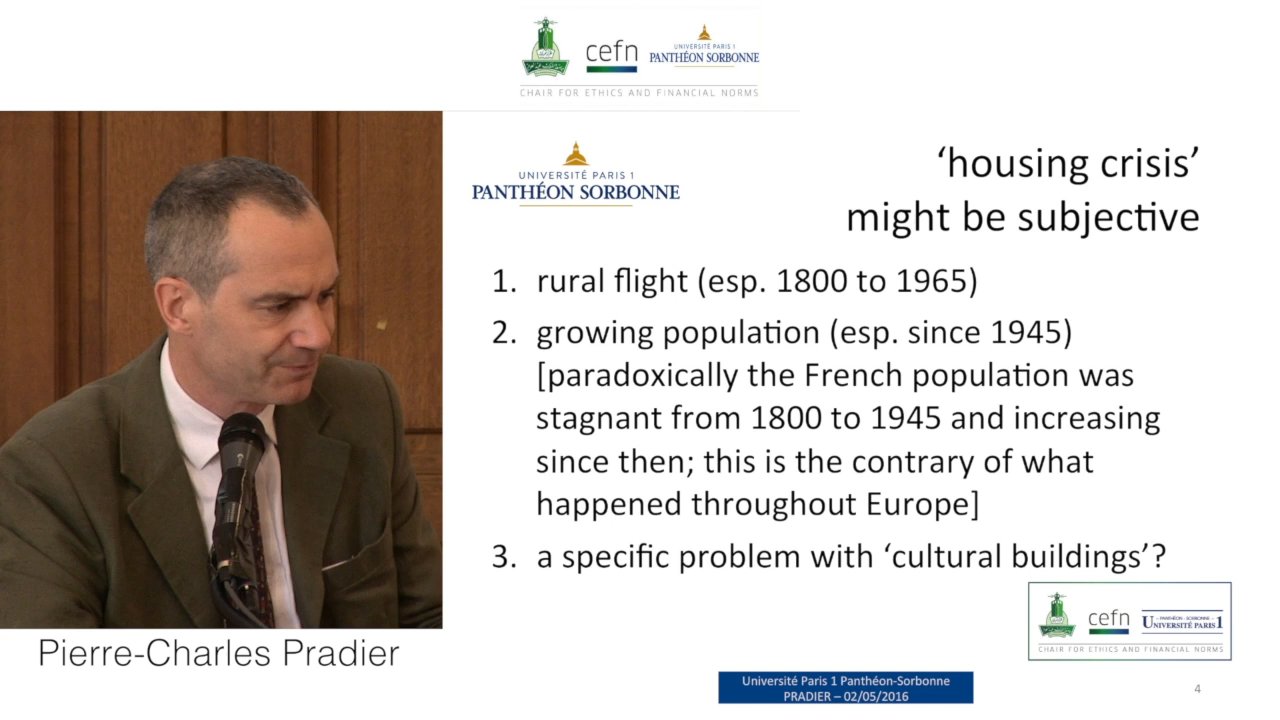 cefn
UNIVERSITÉ PARIS 1
PANTHÉON SORBONNE
CHAIR FOR ETHICS AND FINANCIAL NORMS
UNIVERSITÉ PARIS 1
PANTHÉON SORBONNE
‘housing crisis’
might be subjective
1. rural flight (esp. 1800 to 1965)
2. growing population (esp. since 1945)
[paradoxically the French population was
stagnant from 1800 to 1945 and increasing
since then; this is the contrary of what
happened throughout Europe]
3. a specific problem with ‘cultural buildings’?
cefn
PANTHÉON - SORBONNE
UNIVERSITÉ PARIS 1
CHAIR FOR ETHICS AND FINANCIAL NORMS
Pierre-Charles Pradier
Université Paris 1 Panthéon-Sorbonne
PRADIER – 02/05/2016
4